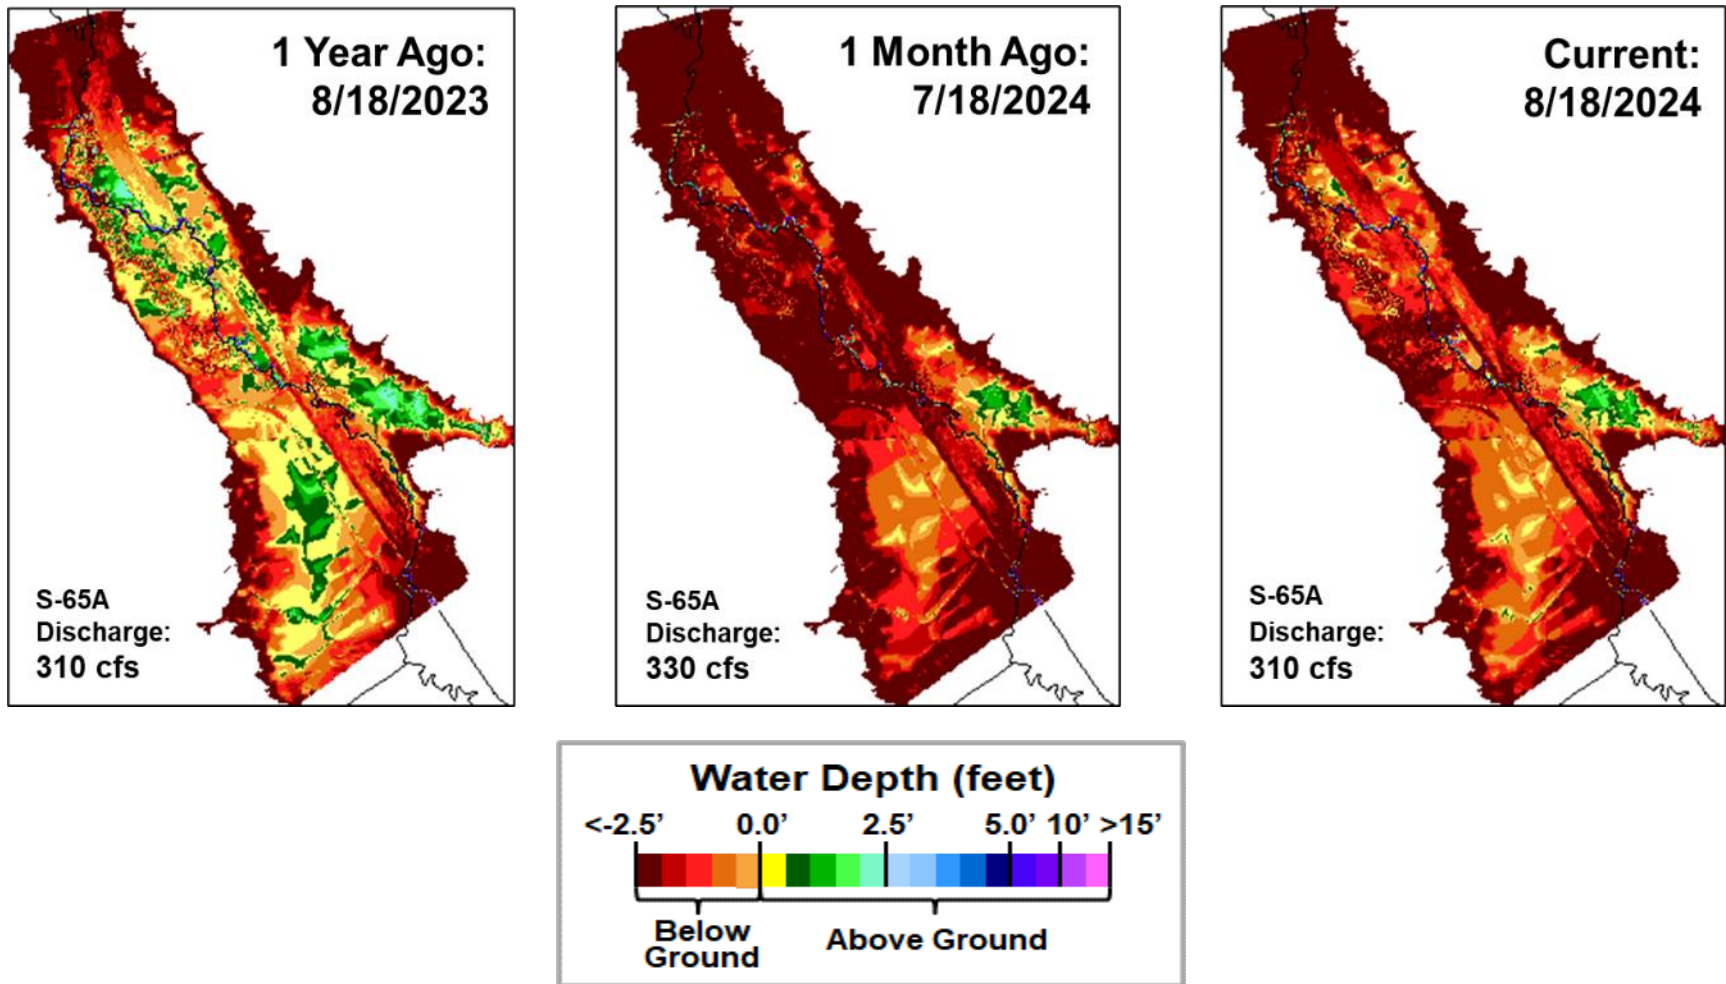 1 Year Ago:
8/18/2023
S-65A
Discharge:
310 cfs
1 Month Ago:
7/18/2024
S-65A
Discharge:
330 cfs
Current:
8/18/2024
S-65A
Discharge:
310 cfs
Water Depth (feet)
<-2.5’ 0.0’ 2.5’ 5.0’ 10’ >15’
Below
Ground
Above Ground